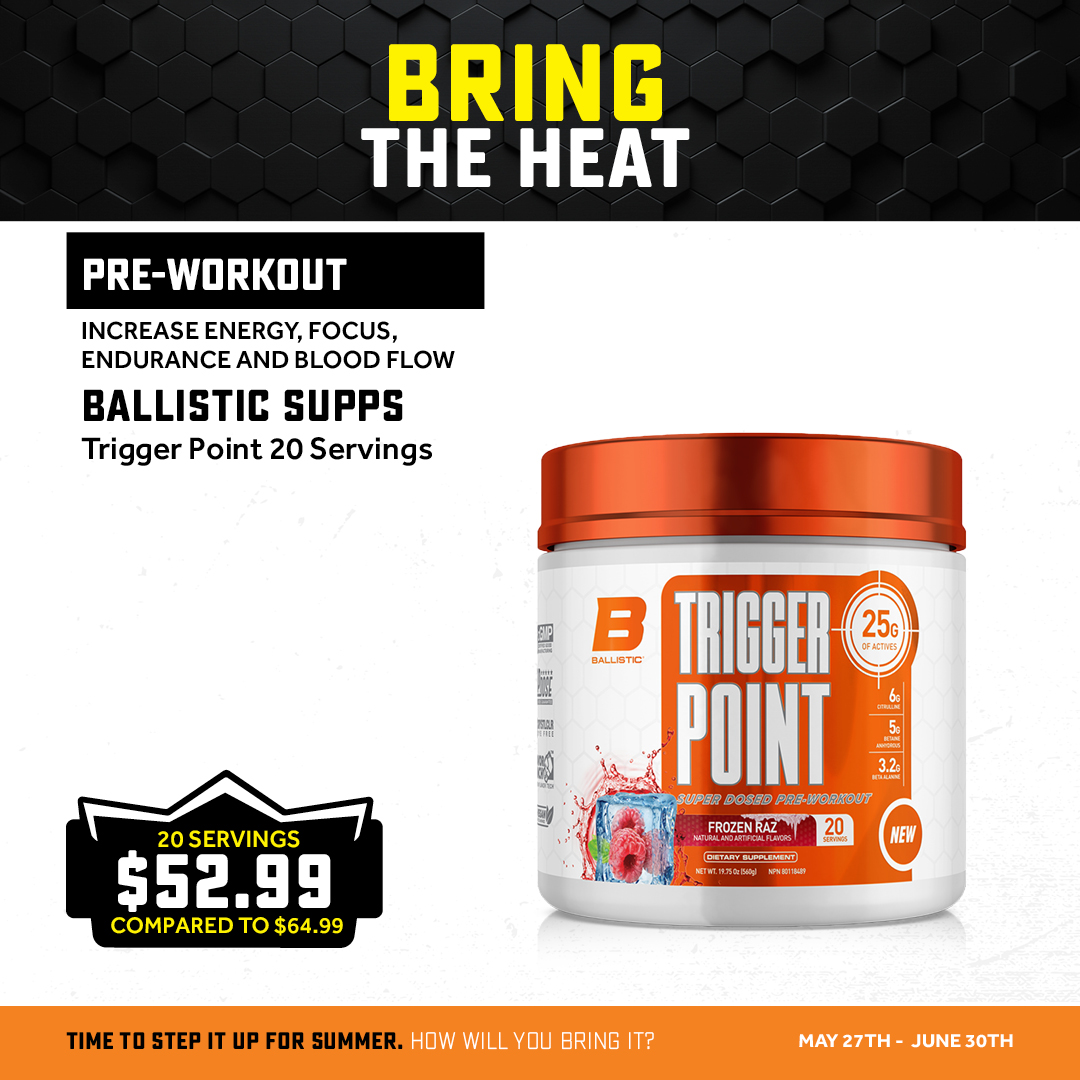 BRING
THE HEAT
PRE-WORKOUT
INCREASE ENERGY, FOCUS,
ENDURANCE AND BLOOD FLOW
BALLISTIC SUPPS
Trigger Point 20 Servings
B
BALLISTIC
TRIGGER
POINT
25G
OF ACTIVES
6G
CITRULLINE
5G
BETAINE
ANHYDROUS
3.2G
BETA ALANINE
SUPER DOSED PRE-WORKOUT
FROZEN RAZ
NATURAL AND ARTIFICIAL FLAVORS
20
SERVINGS
NEW
DIETARY SUPPLEMENT
NET WT. 19.75 Oz (560g) NPN 80118489
20 SERVINGS
$52.99
COMPARED TO $64.99
TIME TO STEP IT UP FOR SUMMER. HOW WILL YOU BRING IT?
MAY 27TH - JUNE 30TH